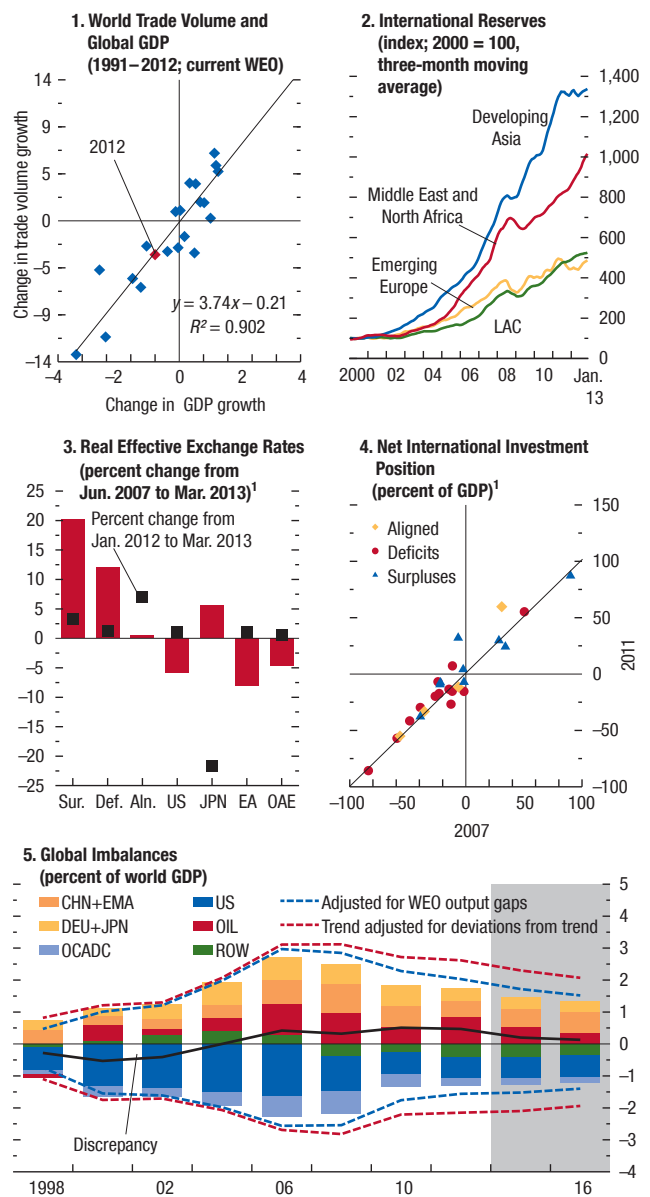 1. World Trade Volume and
Global GDP
(1991–2012; current WEO)
14
9
4
0
–5
–9
–14
–4
–2
0
2
4
Change in trade volume growth
Change in GDP growth
2012
y = 3.74x – 0.21
R² = 0.902
2. International Reserves
(index; 2000 = 100,
three-month moving
average)
1,400
1,200
1,000
800
600
400
200
0
Developing
Asia
Middle East and
North Africa
Emerging
Europe
LAC
2000 02 04 06 08 10 Jan.
13
3. Real Effective Exchange Rates
(percent change from
Jun. 2007 to Mar. 2013)¹
Percent change from
Jan. 2012 to Mar. 2013
25
20
15
10
5
0
–5
–10
–15
–20
–25
Sur. Def. Aln. US JPN EA OAE
4. Net International Investment
Position
(percent of GDP)¹
Aligned
Deficits
Surpluses
150
100
50
0
–50
–100
2011
–100 –50 0 50 100
2007
5. Global Imbalances
(percent of world GDP)
CHN+EMA
DEU+JPN
OCADC
US
OIL
ROW
Adjusted for WEO output gaps
Trend adjusted for deviations from trend
5
4
3
2
1
0
–1
–2
–3
–4
Discrepancy
1998 02 06 10 16